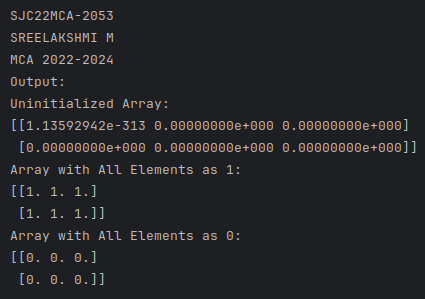 SJC22MCA-2053
SREELAKSHMI M
MCA 2022-2024
Output:
Uninitialized Array:
[[1.13592942e-313 0.00000000e+000 0.00000000e+000]
 [0.00000000e+000 0.00000000e+000 0.00000000e+000]]
Array with All Elements as 1:
[[1. 1. 1.]
 [1. 1. 1.]]
Array with All Elements as 0:
[[0. 0. 0.]
 [0. 0. 0.]]